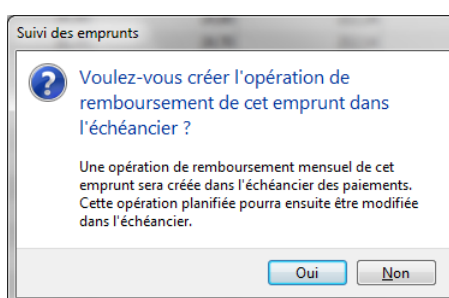 Suivi des emprunts
Voulez-vous créer l'opération de
remboursement de cet emprunt dans
l'échéancier ?
Une opération de remboursement mensuel de cet
emprunt sera créée dans l'échéancier des paiements.
Cette opération planifiée pourra ensuite être modifiée
dans l'échéancier.
Oui Non